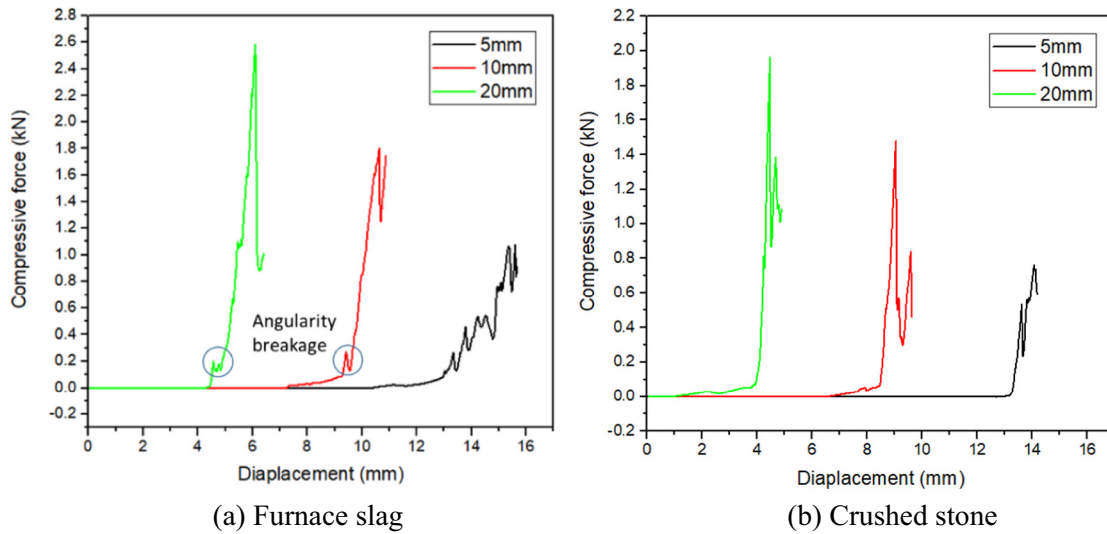 2.8
2.6
2.4
2.2
2.0
1.8
1.6
1.4
1.2
1.0
0.8
0.6
0.4
0.2
0.0
-0.2
Compressive force (kN)
5mm
10mm
20mm
Angularity
breakage
0 2 4 6 8 10 12 14 16
Diaplacement (mm)
(a) Furnace slag
2.2
2.0
1.8
1.6
1.4
1.2
1.0
0.8
0.6
0.4
0.2
0.0
-0.2
Compressive force (kN)
5mm
10mm
20mm
0 2 4 6 8 10 12 14 16
Diaplacement (mm)
(b) Crushed stone